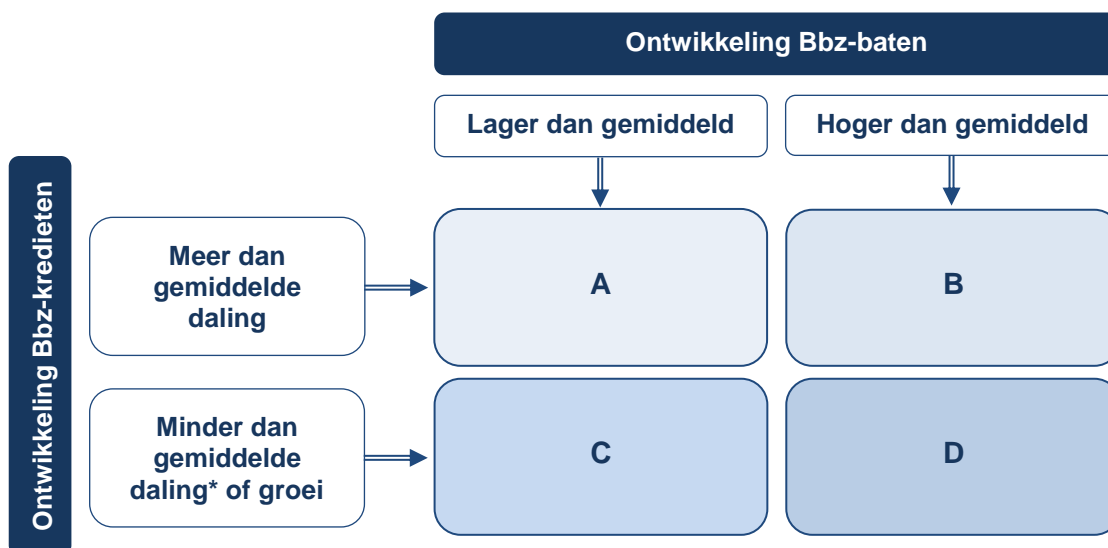 Ontwikkeling Bbz-baten
Lager dan gemiddeld
Hoger dan gemiddeld
Ontwikkeling Bbz-kredieten
Meer dan
gemiddelde
daling
A
B
Minder dan
gemiddelde
daling* of groei
C
D